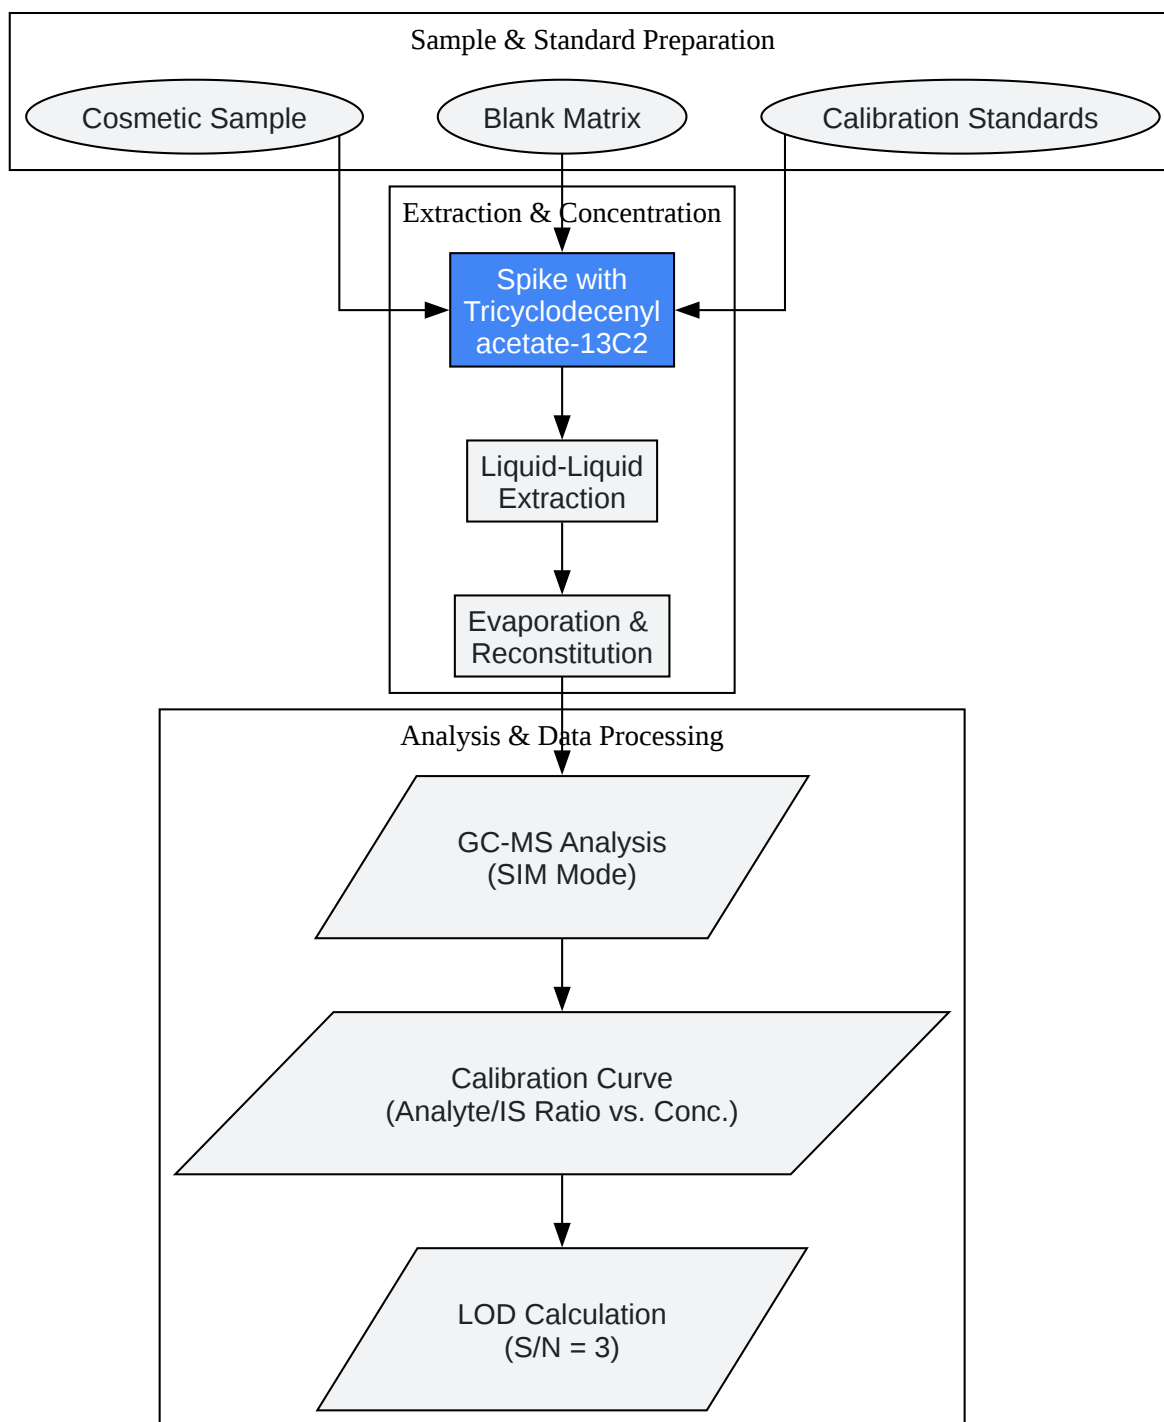 Sample & Standard Preparation
Cosmetic Sample
Blank Matrix
Calibration Standards
Extraction & Concentration
Spike with
Tricyclodecenyl
acetate-13C2
Liquid-Liquid
Extraction
Evaporation &
Reconstitution
Analysis & Data Processing
GC-MS Analysis
(SIM Mode)
Calibration Curve
(Analyte/IS Ratio vs. Conc.)
LOD Calculation
(S/N = 3)